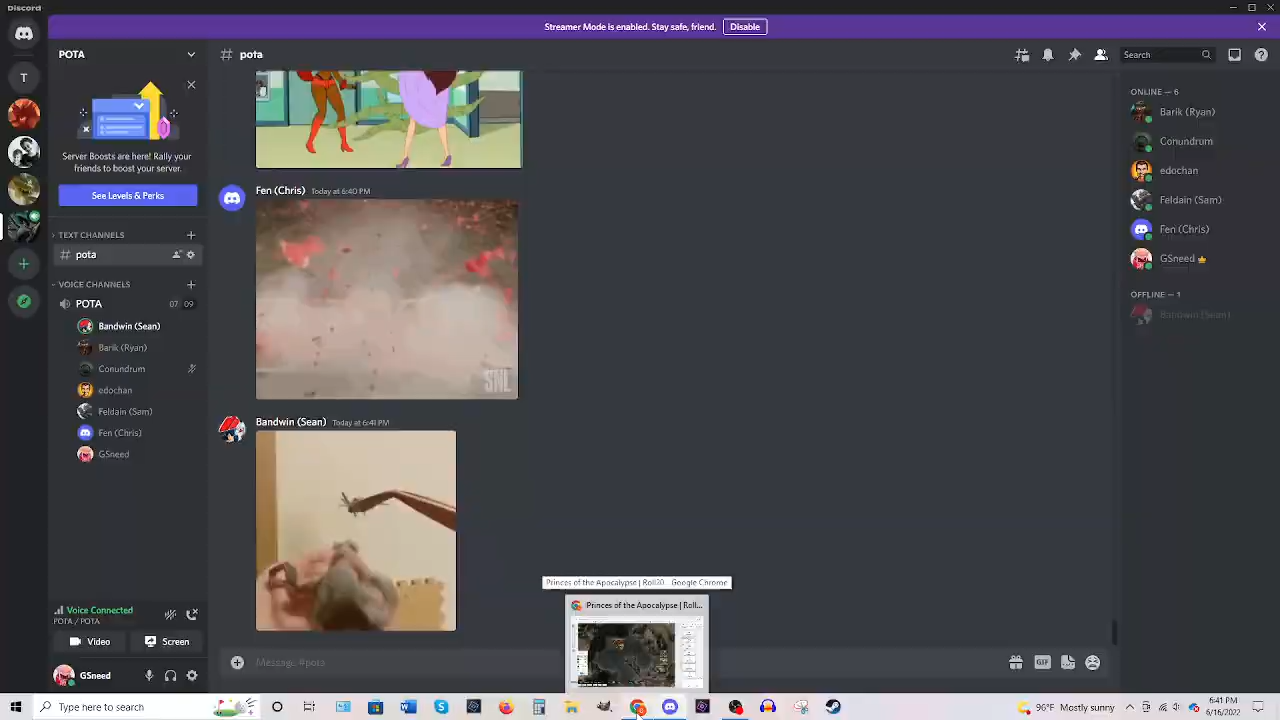 Discord
Streamer Mode is enabled. Stay safe, friend. Disable
POTA
# pota
Search
Server Boosts are here! Rally your
friends to boost your server.
See Levels & Perks
TEXT CHANNELS
# pota
VOICE CHANNELS
POTA 07 09
Bandwin (Sean)
Barik (Ryan)
Conundrum
edochan
Feldain (Sam)
Fen (Chris)
GSneed
Fen (Chris) Today at 6:40 PM
SNL
Bandwin (Sean) Today at 6:41 PM
ONLINE — 6
Barik (Ryan)
Conundrum
edochan
Feldain (Sam)
Fen (Chris)
GSneed
OFFLINE — 1
Bandwin (Sean)
Princes of the Apocalypse | Roll20 - Google Chrome
Princes of the Apocalypse | Roll...
Voice Connected
Screen
Message #pota
GIF
Type here to search
90°F Mostly sunny
6:41 PM
6/16/2022